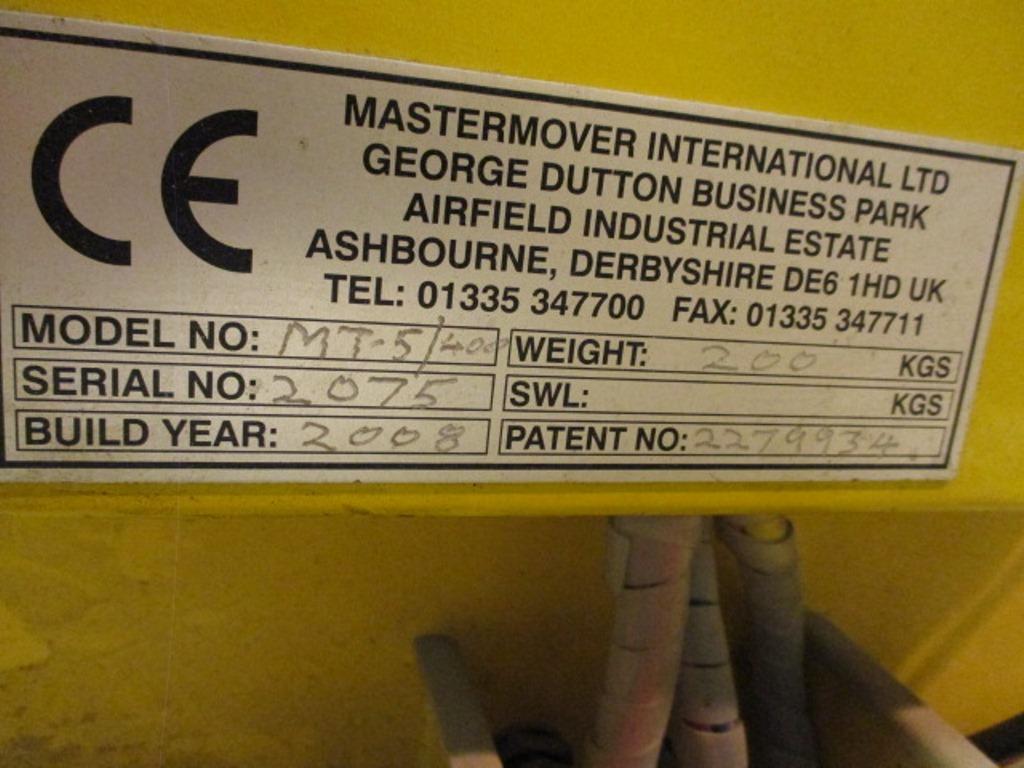 CE
MASTERMOVER INTERNATIONAL LTD
GEORGE DUTTON BUSINESS PARK
AIRFIELD INDUSTRIAL ESTATE
ASHBOURNE, DERBYSHIRE DE6 1HD UK
TEL: 01335 347700 FAX: 01335 347711
MODEL NO: MT-5/400
WEIGHT: 200 KGS
SERIAL NO: 2075
SWL: KGS
BUILD YEAR: 2008
PATENT NO: 2279934